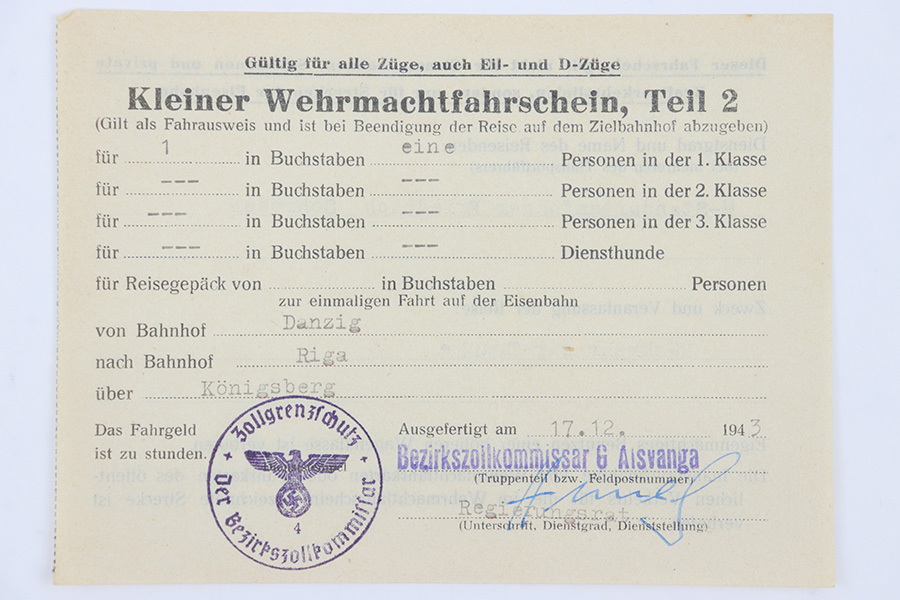 Gültig für alle Züge, auch Eil- und D-Züge
Kleiner Wehrmachtfahrschein, Teil 2
(Gilt als Fahrausweis und ist bei Beendigung der Reise auf dem Zielbahnhof abzugeben)
für 1 in Buchstaben eine Personen in der 1. Klasse
für --- in Buchstaben --- Personen in der 2. Klasse
für --- in Buchstaben --- Personen in der 3. Klasse
für --- in Buchstaben --- Diensthunde
für Reisegepäck von in Buchstaben Personen
zur einmaligen Fahrt auf der Eisenbahn
von Bahnhof Danzig
nach Bahnhof Riga
über Königsberg
Das Fahrgeld
ist zu stunden.
Zollgrenzschutz
Der Bezirkszollkommissar
4
Ausgefertigt am 17.12. 1943
Bezirkszollkommissar G Alsvanga
(Truppenteil bzw. Feldpostnummer)
Regierungsrat
(Unterschrift, Dienstgrad, Dienststellung)